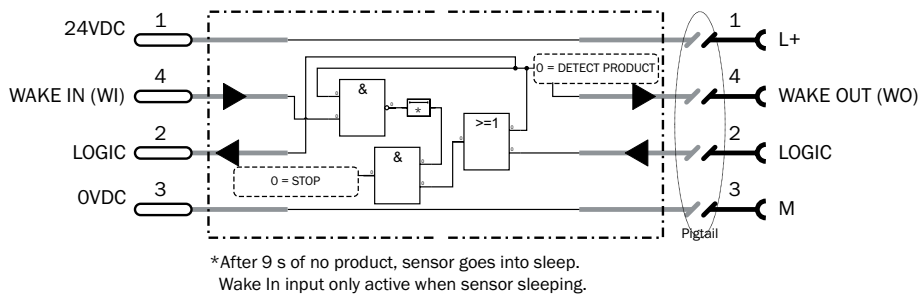 24VDC 1 1 L+
0 = DETECT PRODUCT
WAKE IN (WI) 4 & 4 WAKE OUT (WO)
* >=1
LOGIC 2 & 2 LOGIC
0 = STOP
0VDC 3 3 M
Pigtail
*After 9 s of no product, sensor goes into sleep.
Wake In input only active when sensor sleeping.